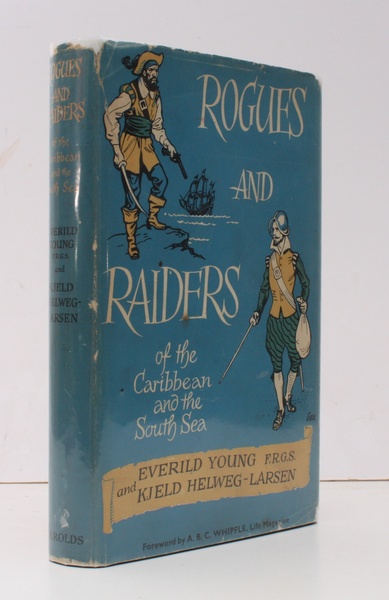 ROGUES
AND
RAIDERS
of the
Caribbean
and the
South Sea
EVERILD YOUNG F.R.G.S.
and KJELD HELWEG-LARSEN
Foreword by A. B. C. WHIPPLE, Life Magazine
ROGUES
AND
RAIDERS
of the
Caribbean
and the
South Sea
EVERILD
YOUNG
F.R.G.S.
and
KJELD
HELWEG-
LARSEN
JAROLDS